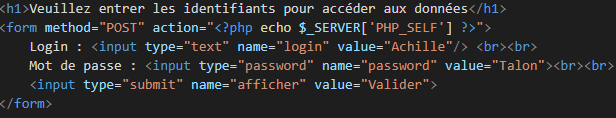 <h1>Veuillez entrer les identifiants pour accéder aux données</h1>
<form method="POST" action="<?php echo $_SERVER['PHP_SELF'] ?>">
Login : <input type="text" name="login" value="Achille"/> <br><br>
Mot de passe : <input type="password" name="password" value="Talon"><br><br>
<input type="submit" name="afficher" value="Valider">
</form>